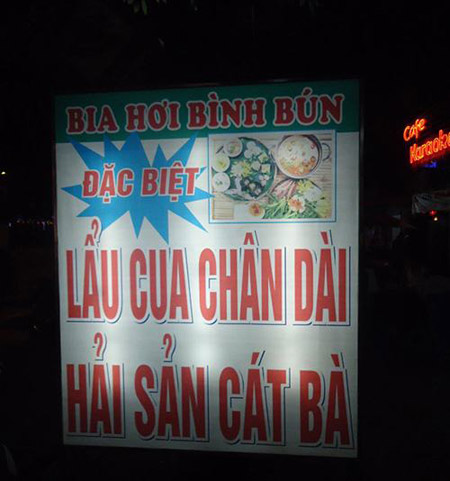 BIA HƠI BÌNH BÚN
ĐẶC BIỆT
LẨU CUA CHÂN DÀI
HẢI SẢN CÁT BÀ
Cafe
Karaoke